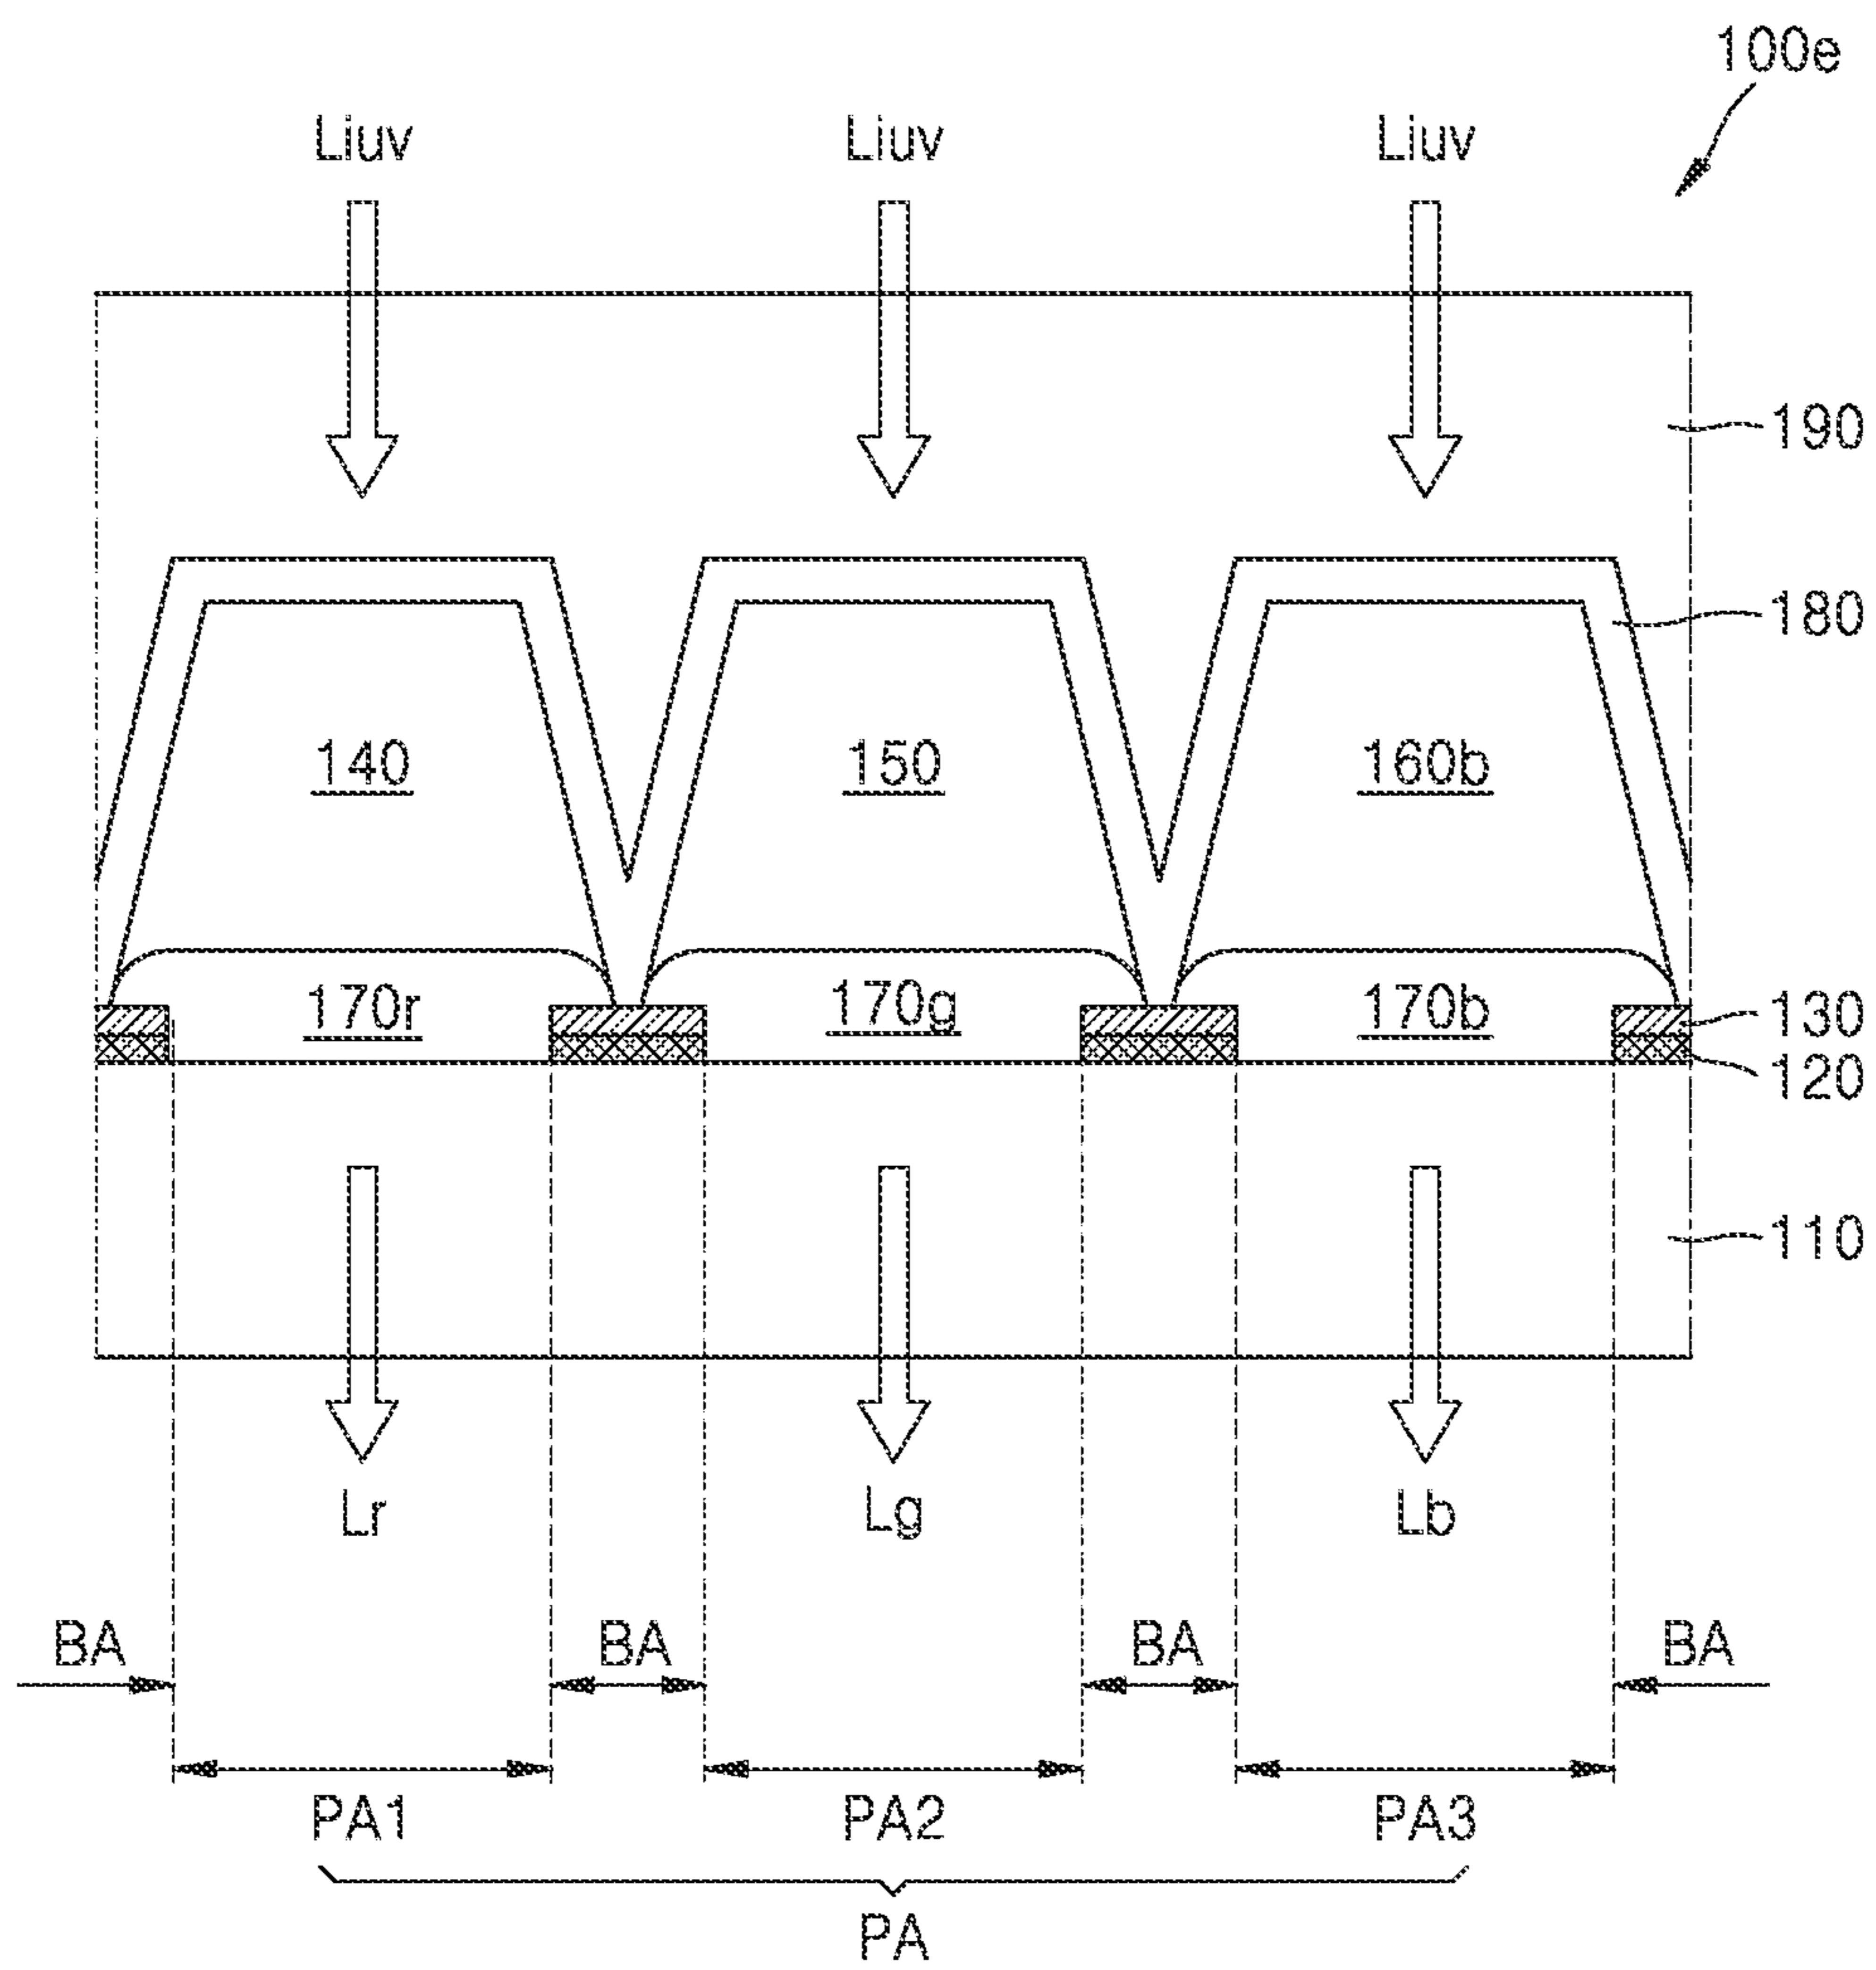 100e
Liuv Liuv Liuv
190
180
140 150 160b
170r 170g 170b
130
120
110
Lr Lg Lb
BA BA BA BA
PA1 PA2 PA3
PA